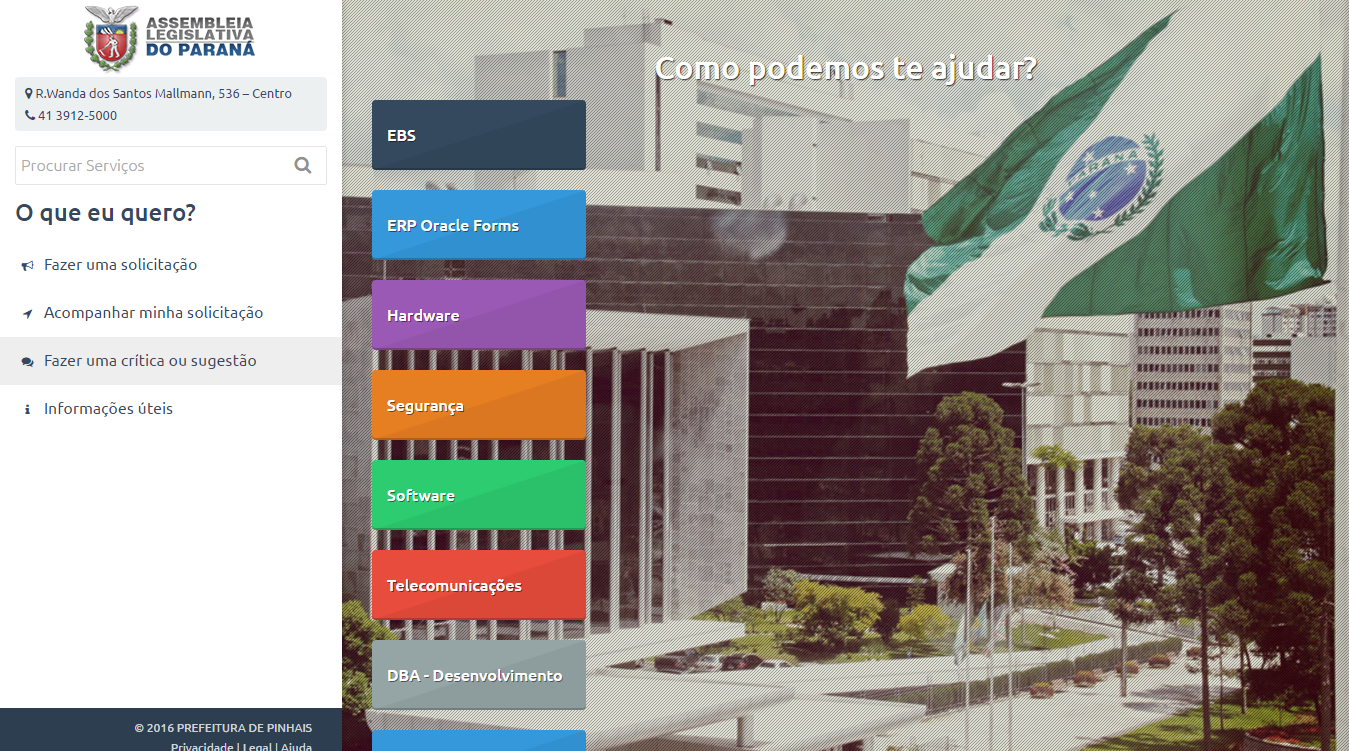 ASSEMBLEIA
LEGISLATIVA
DO PARANÁ
R.Wanda dos Santos Mallmann, 536 – Centro
41 3912-5000
Procurar Serviços
O que eu quero?
Fazer uma solicitação
Acompanhar minha solicitação
Fazer uma crítica ou sugestão
Informações úteis
© 2016 PREFEITURA DE PINHAIS
Privacidade | Legal | Ajuda
Como podemos te ajudar?
EBS
ERP Oracle Forms
Hardware
Segurança
Software
Telecomunicações
DBA - Desenvolvimento
PARANÁ